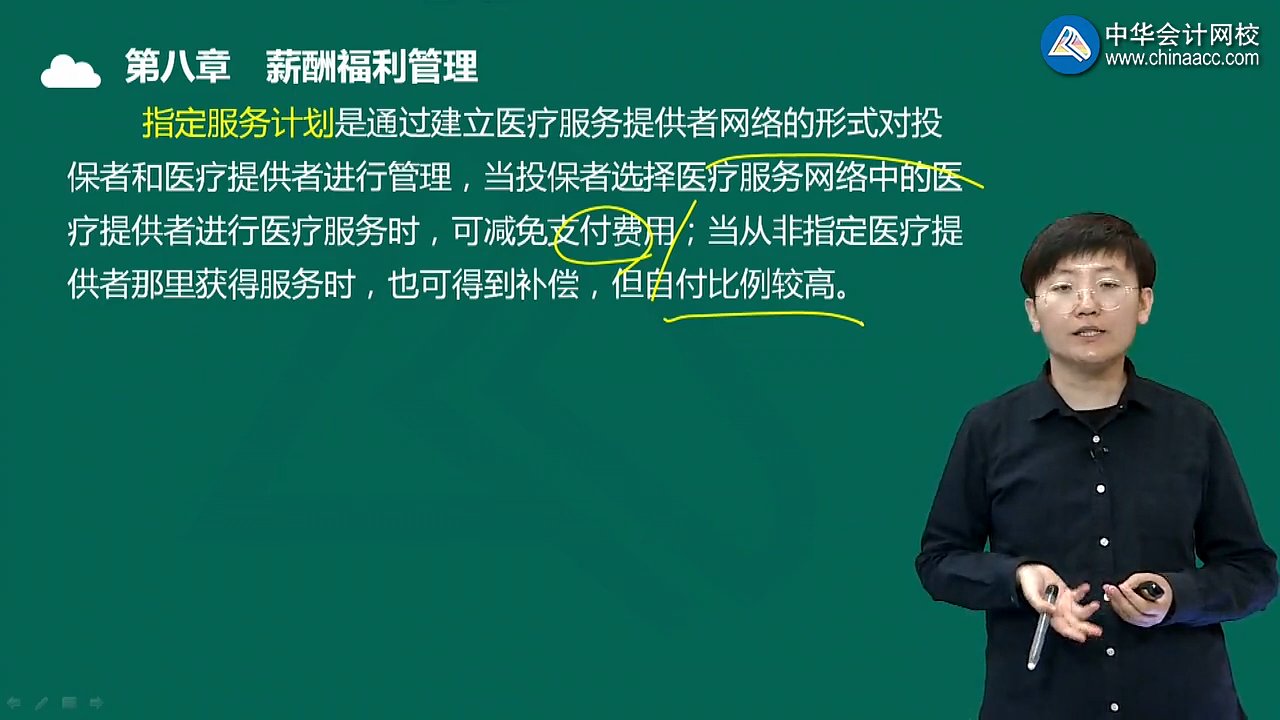 中华会计网校
www.chinaacc.com
第八章 薪酬福利管理
指定服务计划是通过建立医疗服务提供者网络的形式对投
保者和医疗提供者进行管理，当投保者选择医疗服务网络中的医
疗提供者进行医疗服务时，可减免支付费用；当从非指定医疗提
供者那里获得服务时，也可得到补偿，但自付比例较高。